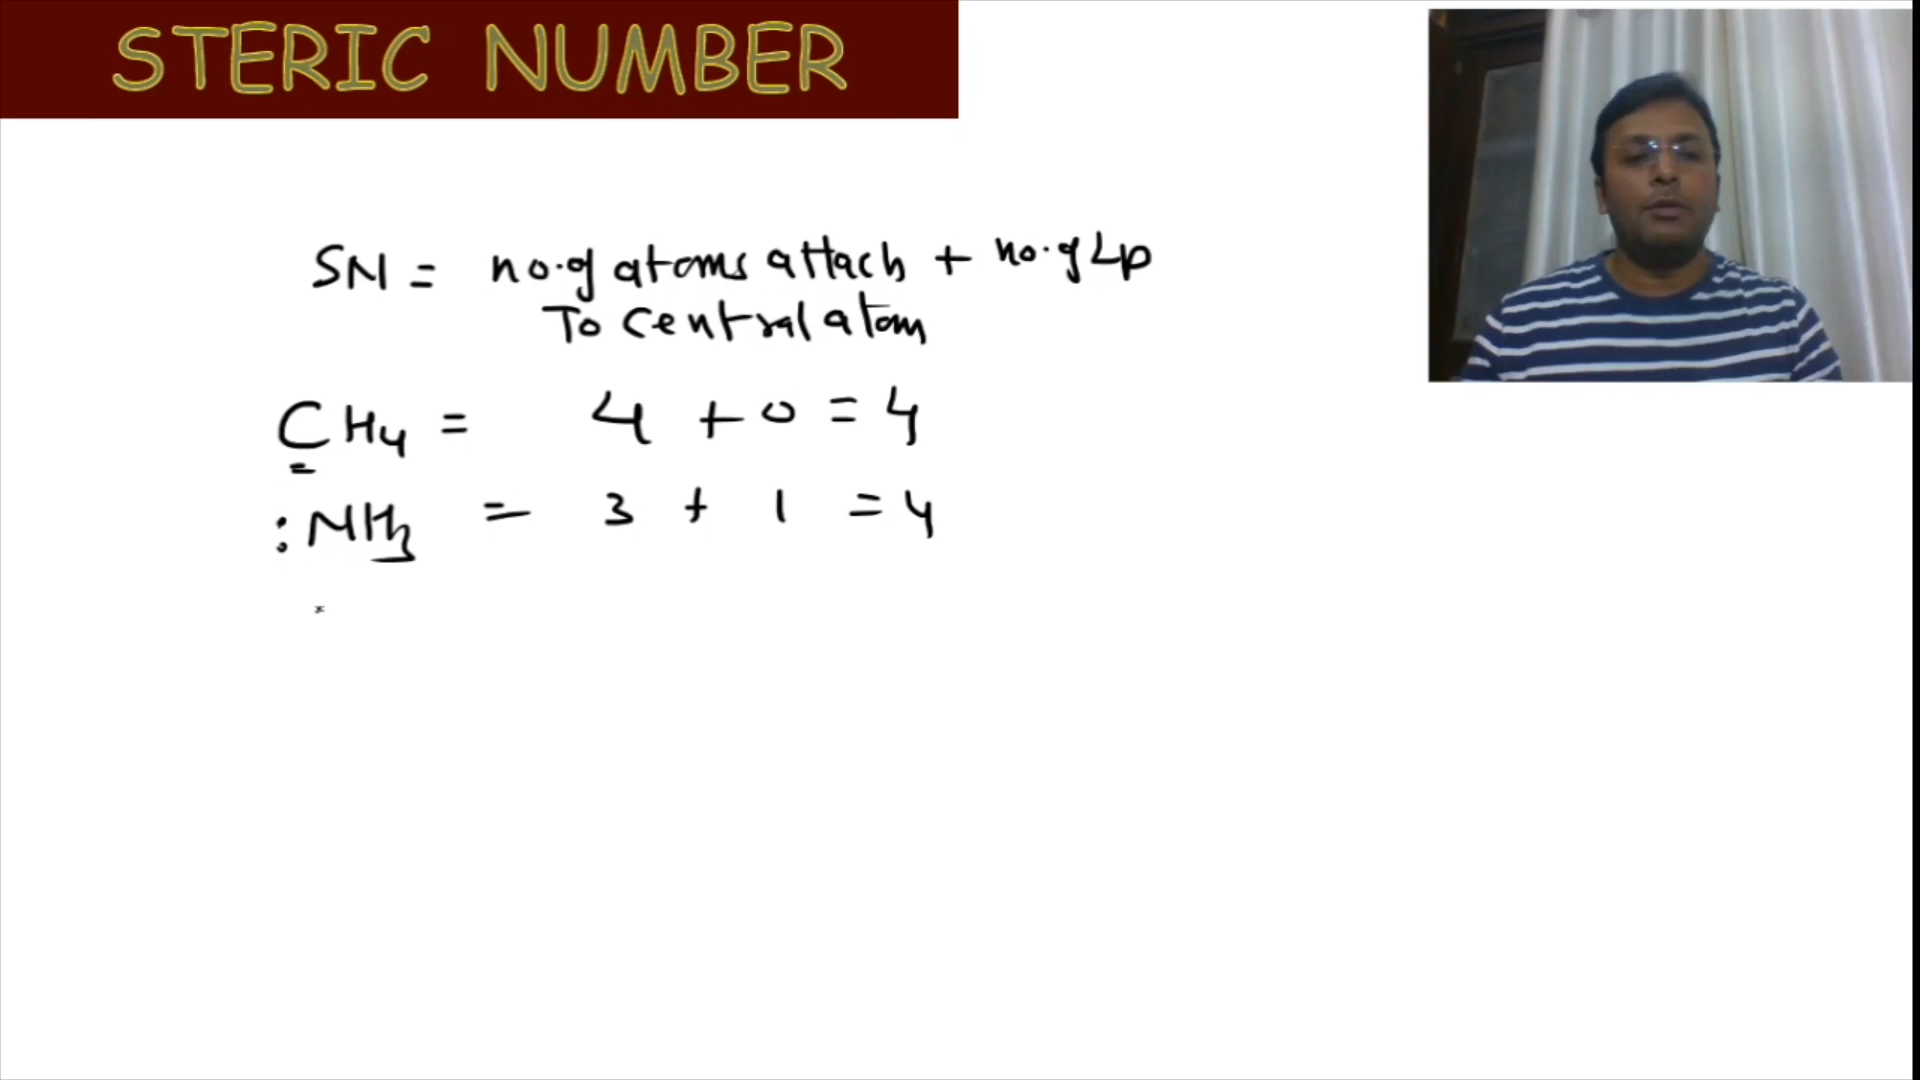 STERIC NUMBER
SN = no. of atoms attach + no. of Lp
To central atom
CH4 = 4 + 0 = 4
:NH3 = 3 + 1 = 4